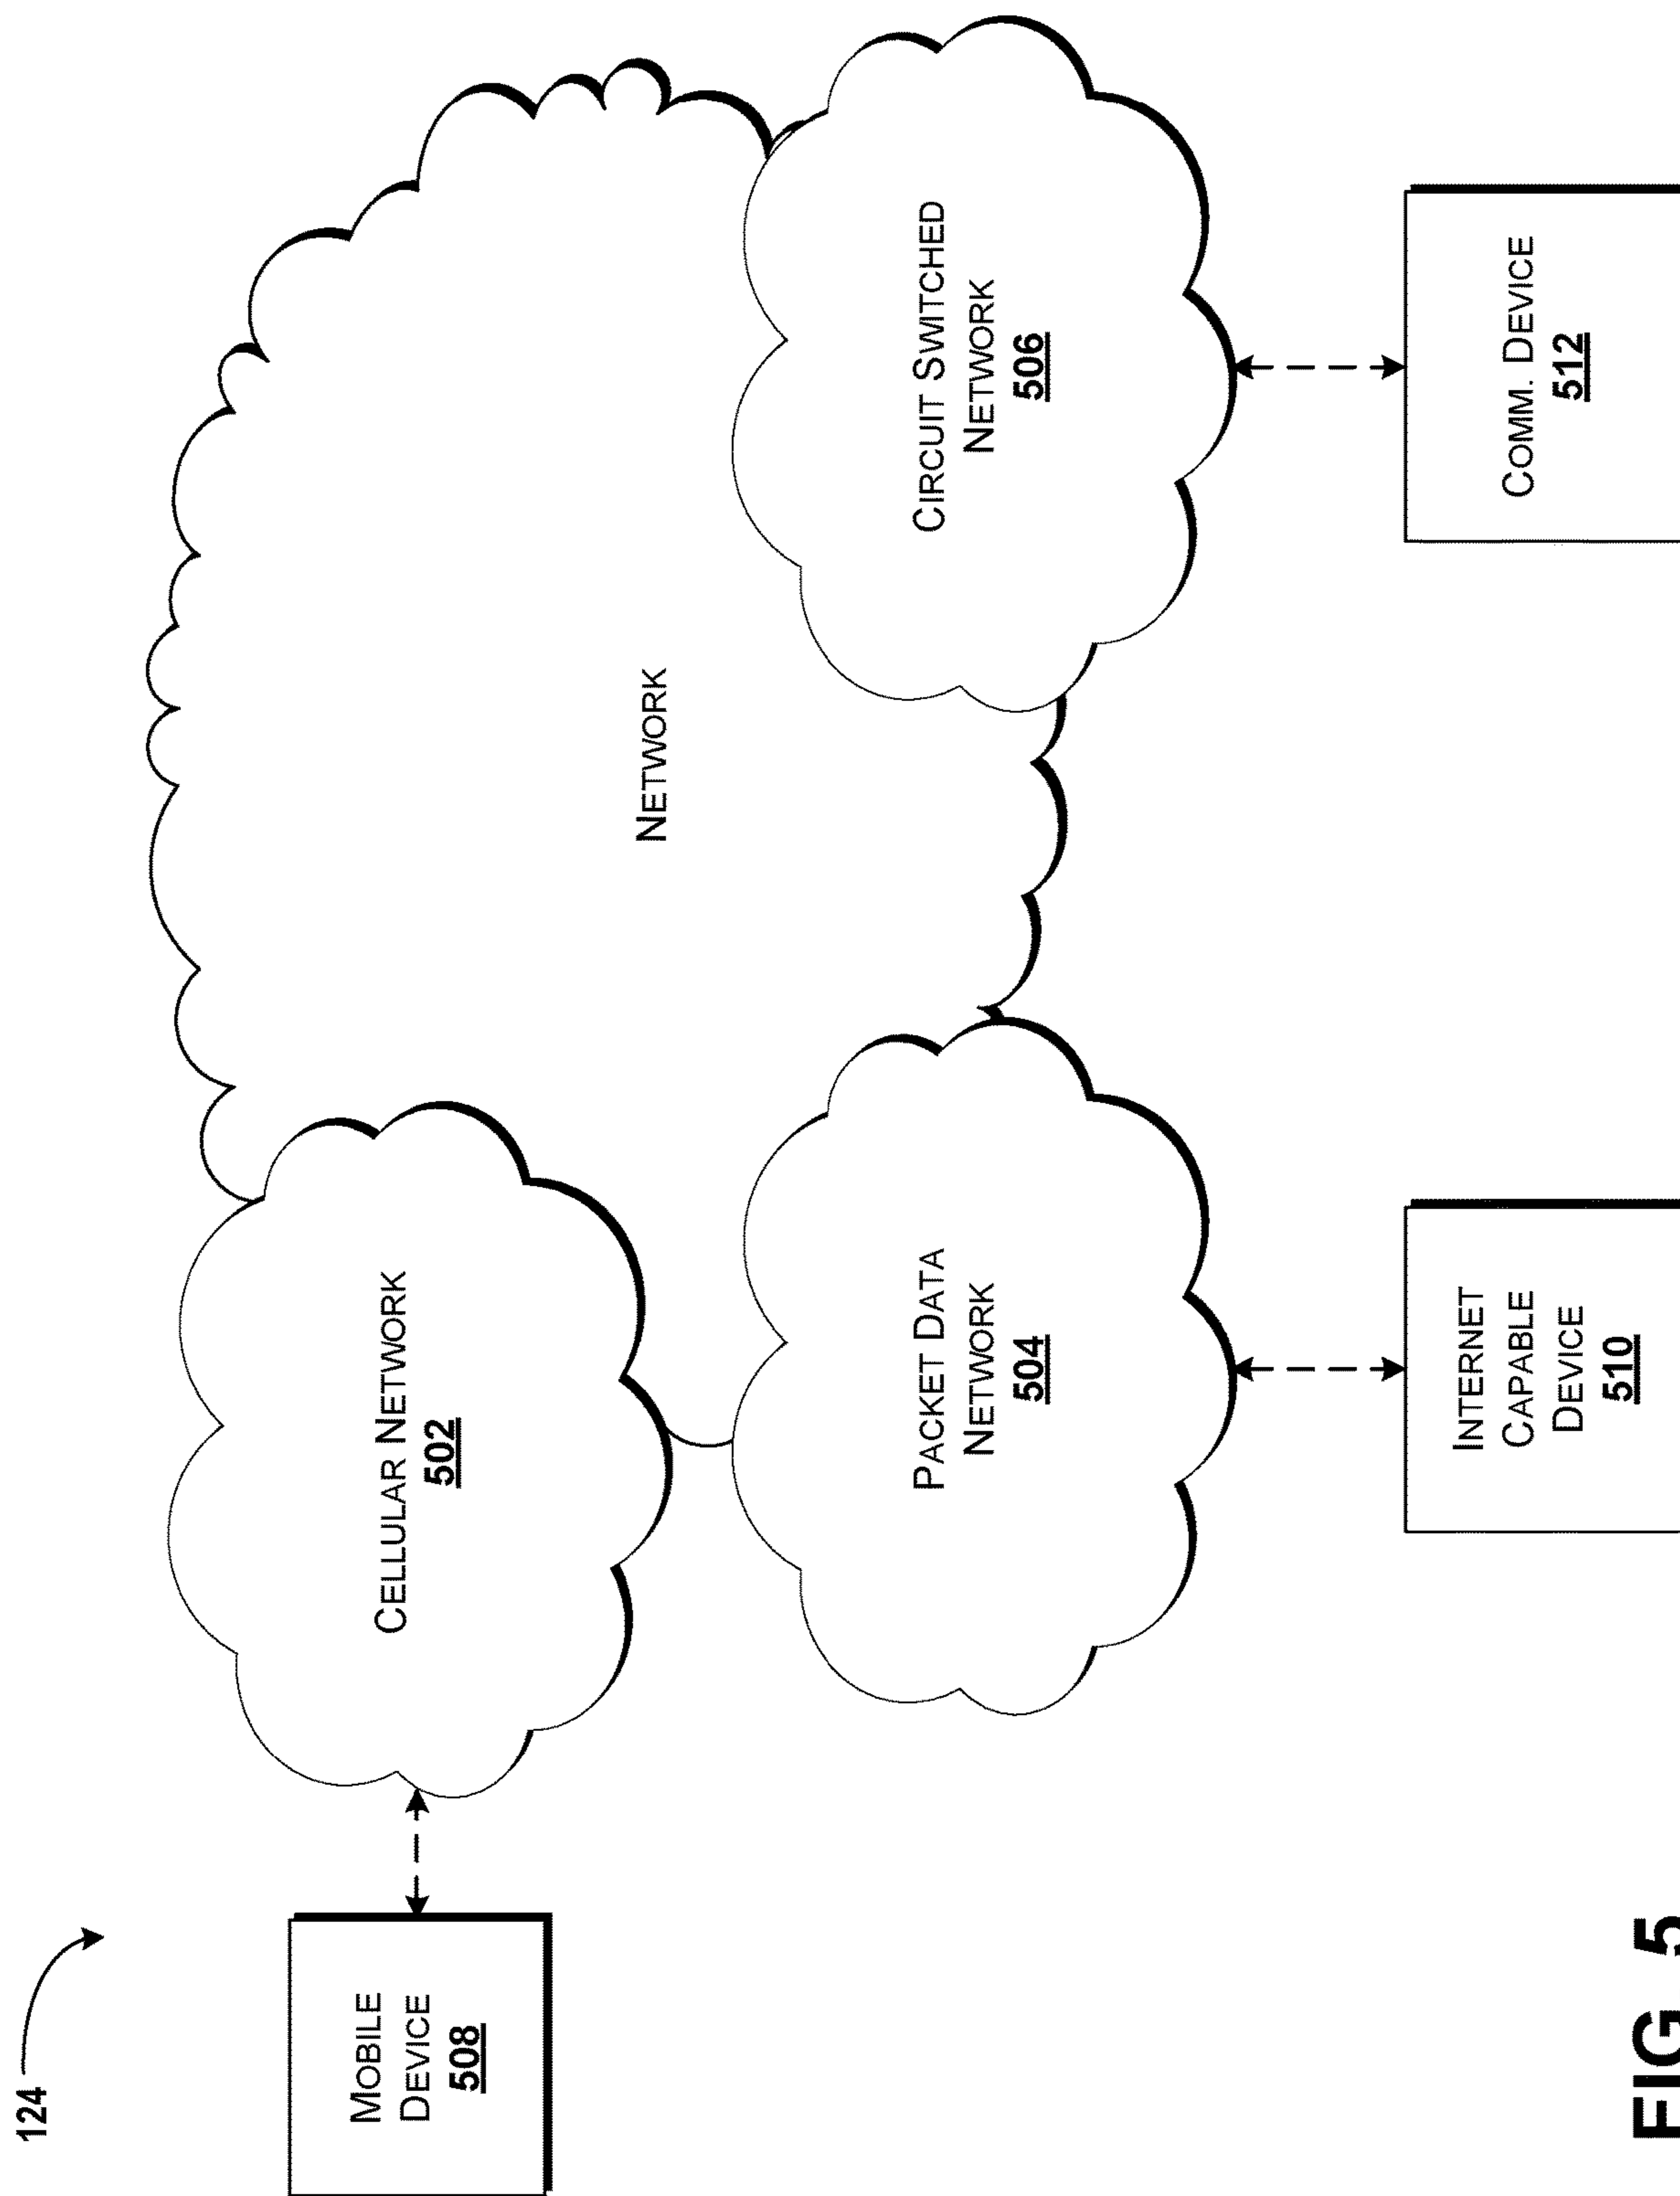 124
MOBILE
DEVICE
508
CELLULAR NETWORK
502
NETWORK
PACKET DATA
NETWORK
504
CIRCUIT SWITCHED
NETWORK
506
INTERNET
CAPABLE
DEVICE
510
COMM. DEVICE
512
FIG. 5